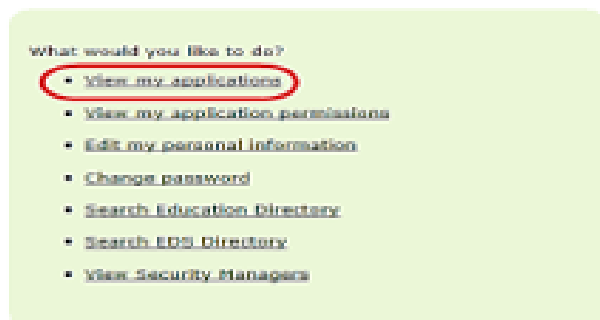 What would you like to do?
View my applications
View my application permissions
Edit my personal information
Change password
Search Education Directory
Search EDS Directory
View Security Managers